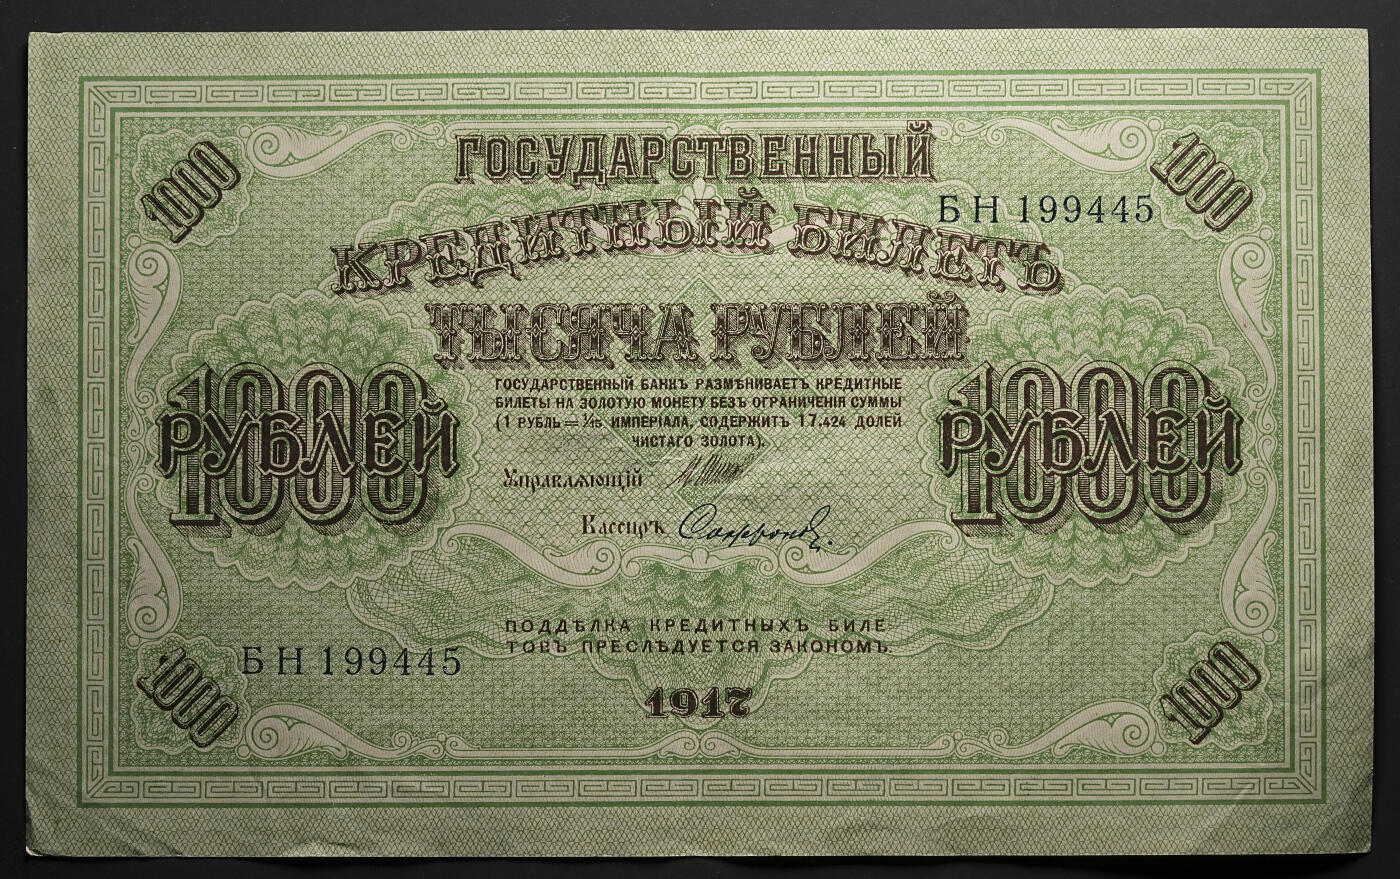 1000
1000
ГОСУДАРСТВЕННЫЙ
БН 199445
КРЕДИТНЫЙ БИЛЕТЪ
ТЫСЯЧА РУБЛЕЙ
1000
РУБЛЕЙ
1000
РУБЛЕЙ
ГОСУДАРСТВЕННЫЙ БАНКЪ РАЗМѢНИВАЕТЪ КРЕДИТНЫЕ
БИЛЕТЫ НА ЗОЛОТУЮ МОНЕТУ БЕЗЪ ОГРАНИЧЕНІЯ СУММЫ
(1 РУБЛЬ = 1/15 ИМПЕРІАЛА, СОДЕРЖИТЪ 17.424 ДОЛЕЙ
ЧИСТАГО ЗОЛОТА).
Управляющій
Кассиръ Сафроновъ.
ПОДДѢЛКА КРЕДИТНЫХЪ БИЛЕ
ТОВЪ ПРЕСЛѢДУЕТСЯ ЗАКОНОМЪ.
БН 199445
1917
1000
1000